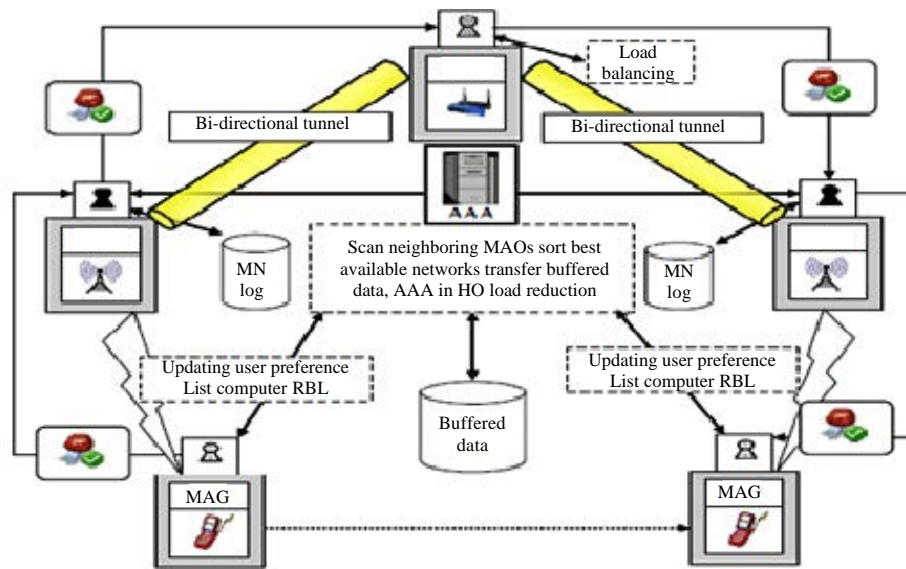 Load
balancing
Bi-directional tunnel
Bi-directional tunnel
AAA
MN
log
Scan neighboring MAOs sort best
available networks transfer buffered
data, AAA in HO load reduction
MN
log
Updating user preference
List computer RBL
Updating user preference
List computer RBL
Buffered
data
MAG
MAG